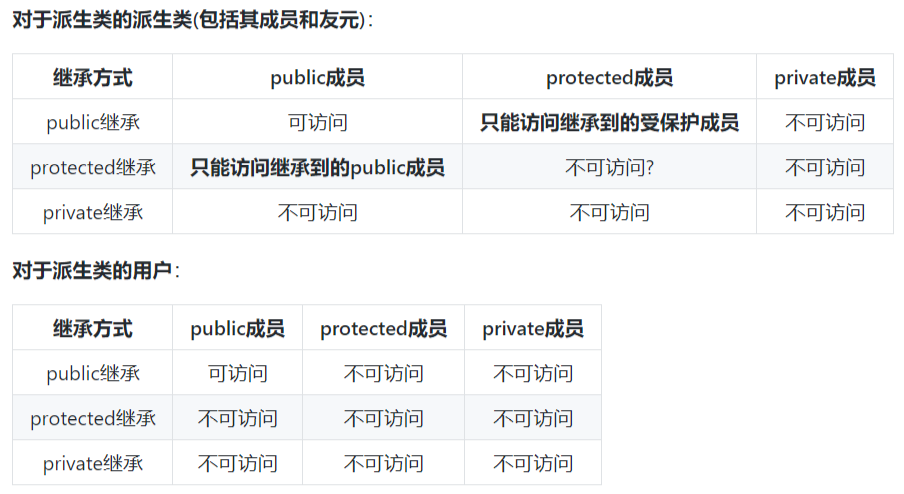 对于派生类的派生类(包括其成员和友元)：
继承方式 public成员 protected成员 private成员
public继承 可访问 只能访问继承到的受保护成员 不可访问
protected继承 只能访问继承到的public成员 不可访问? 不可访问
private继承 不可访问 不可访问 不可访问
对于派生类的用户：
继承方式 public成员 protected成员 private成员
public继承 可访问 不可访问 不可访问
protected继承 不可访问 不可访问 不可访问
private继承 不可访问 不可访问 不可访问